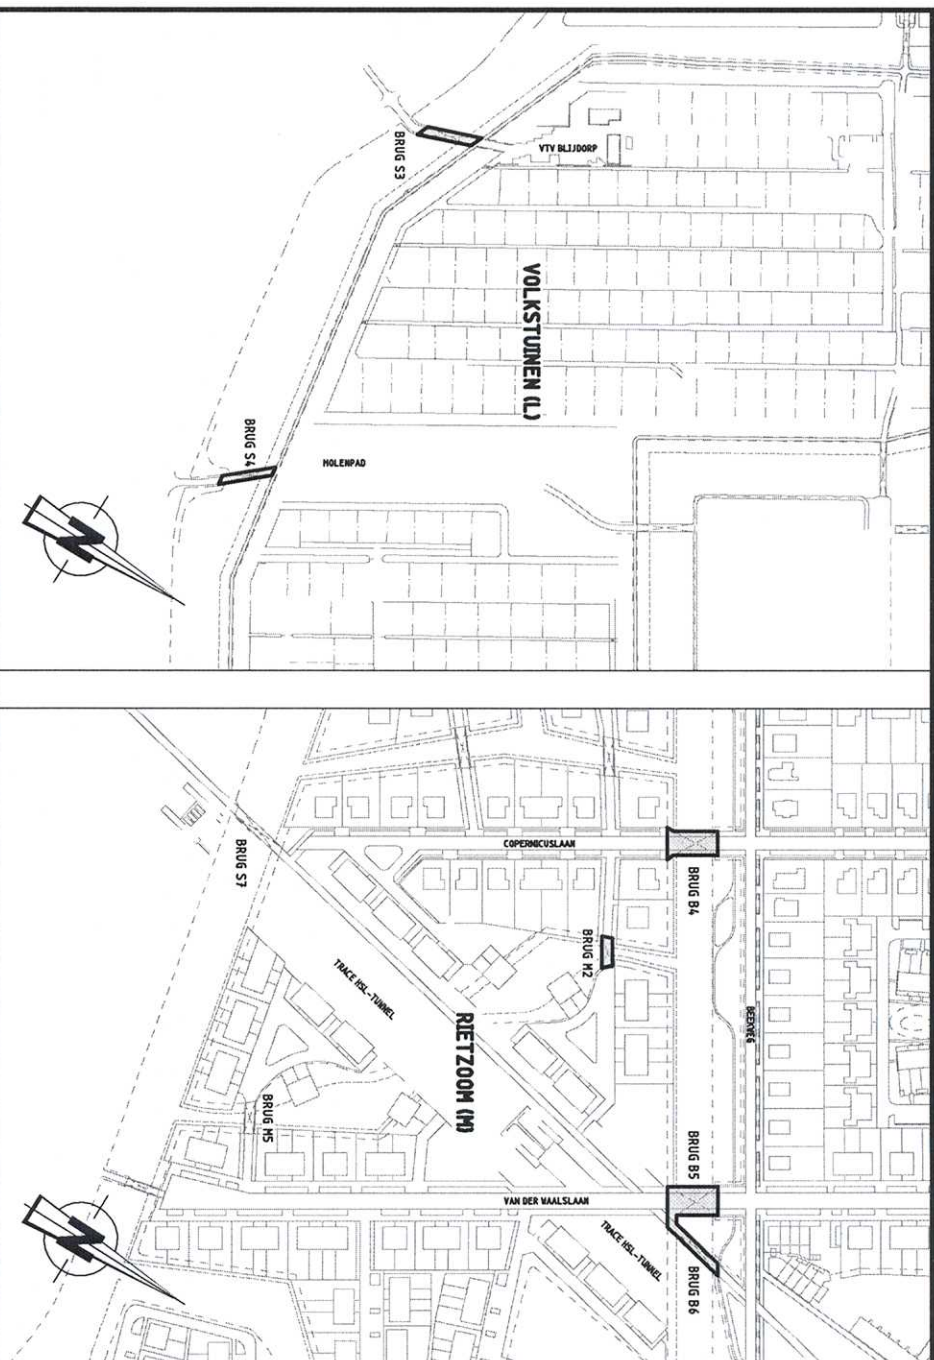 VTV BLIJDORP
BRUG S3
VOLKSTUINEN (L)
BRUG S4
MOLENPAD
N
COPERNICUSLAAN
BRUG B4
BRUG S7
BRUG M2
TRACE HSL-TUNNEL
RIETZOOM (M)
BEEKWEG
BRUG M5
BRUG B5
VAN DER WAALSLAAN
TRACE HSL-TUNNEL
BRUG B6
N